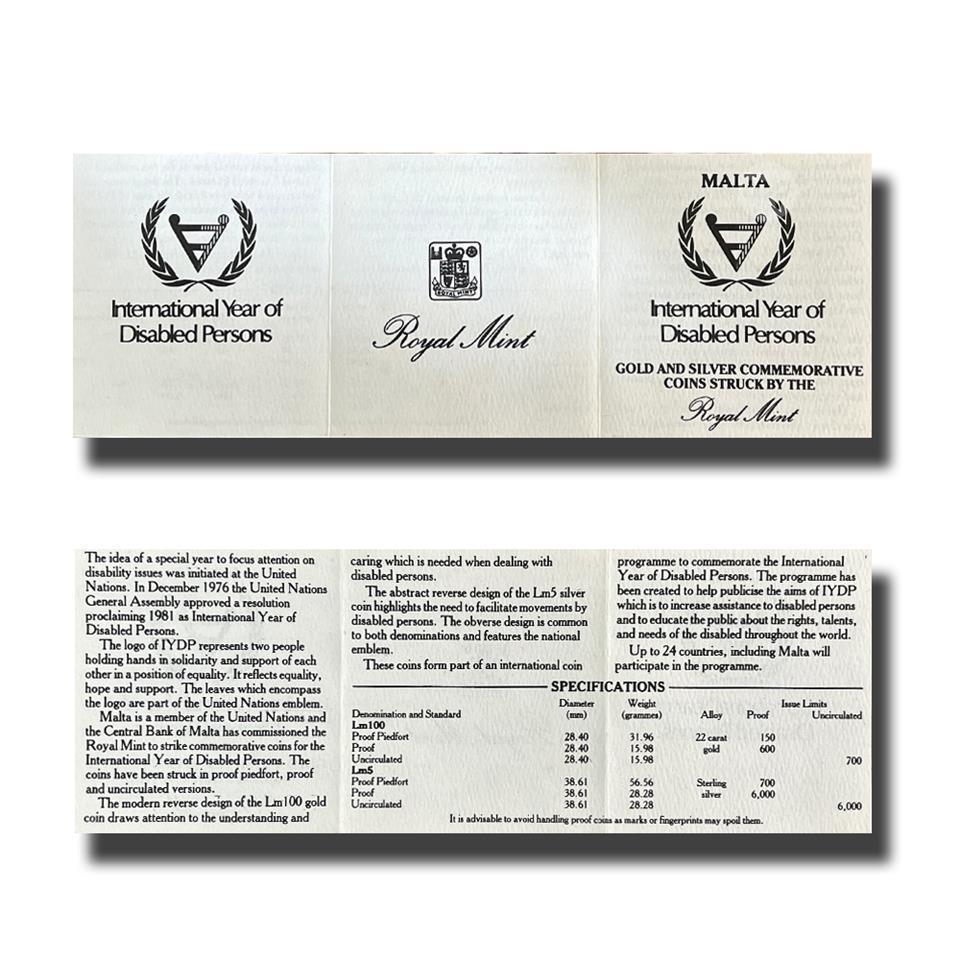 International Year of
Disabled Persons
ROYAL MINT
Royal Mint
MALTA
International Year of
Disabled Persons
GOLD AND SILVER COMMEMORATIVE
COINS STRUCK BY THE
Royal Mint
The idea of a special year to focus attention on
disability issues was initiated at the United
Nations. In December 1976 the United Nations
General Assembly approved a resolution
proclaiming 1981 as International Year of
Disabled Persons.
The logo of IYDP represents two people
holding hands in solidarity and support of each
other in a position of equality. It reflects equality,
hope and support. The leaves which encompass
the logo are part of the United Nations emblem.
Malta is a member of the United Nations and
the Central Bank of Malta has commissioned the
Royal Mint to strike commemorative coins for the
International Year of Disabled Persons. The
coins have been struck in proof piedfort, proof
and uncirculated versions.
The modern reverse design of the Lm100 gold
coin draws attention to the understanding and
caring which is needed when dealing with
disabled persons.
The abstract reverse design of the Lm5 silver
coin highlights the need to facilitate movements by
disabled persons. The obverse design is common
to both denominations and features the national
emblem.
These coins form part of an international coin
programme to commemorate the International
Year of Disabled Persons. The programme has
been created to help publicise the aims of IYDP
which is to increase assistance to disabled persons
and to educate the public about the rights, talents,
and needs of the disabled throughout the world.
Up to 24 countries, including Malta will
participate in the programme.
SPECIFICATIONS
Diameter Weight Issue Limits
Denomination and Standard (mm) (grammes) Alloy Proof Uncirculated
Lm100
Proof Piedfort 28.40 31.96 22 carat 150
Proof 28.40 15.98 gold 600
Uncirculated 28.40 15.98 700
Lm5
Proof Piedfort 38.61 56.56 Sterling 700
Proof 38.61 28.28 silver 6,000
Uncirculated 38.61 28.28 6,000
It is advisable to avoid handling proof coins as marks or fingerprints may spoil them.